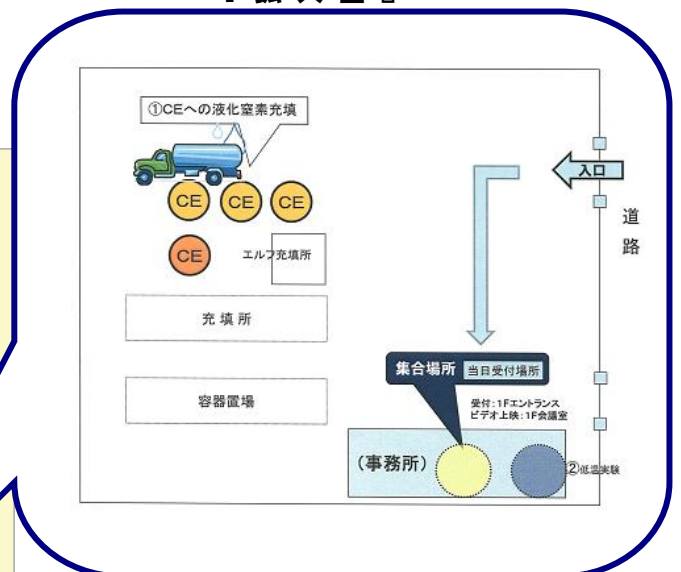 ①CEへの液化窒素充填
CE
CE
CE
CE
エルフ充填所
充填所
容器置場
入口
道路
集合場所 当日受付場所
受付：1Fエントランス
ビデオ上映：1F会議室
（事務所）
②低温実験